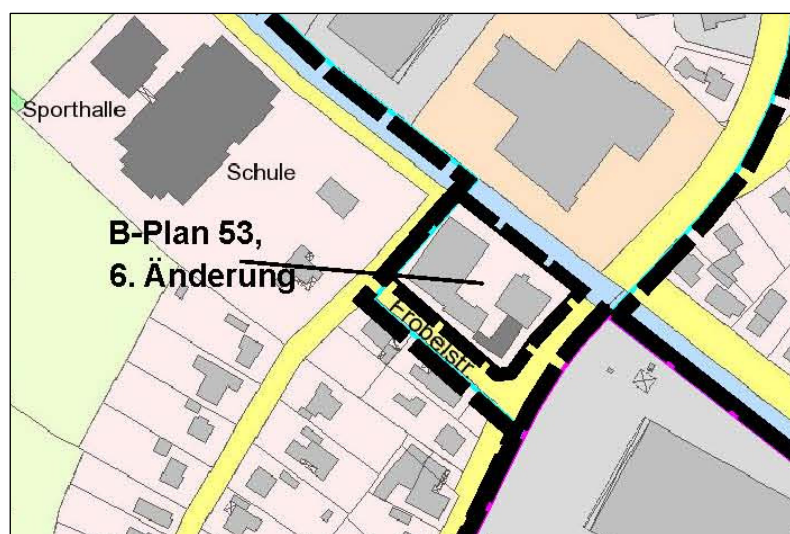 Sporthalle
Schule
B-Plan 53,
6. Änderung
Fröbelstr.